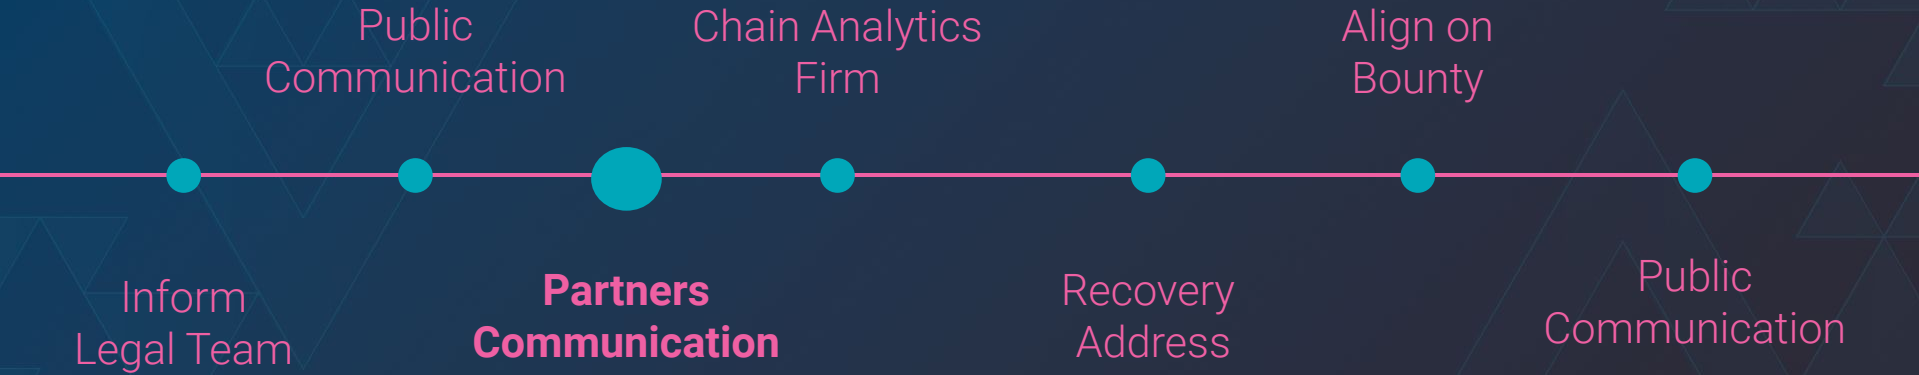 Public
Communication
Chain Analytics
Firm
Align on
Bounty
Inform
Legal Team
Partners
Communication
Recovery
Address
Public
Communication